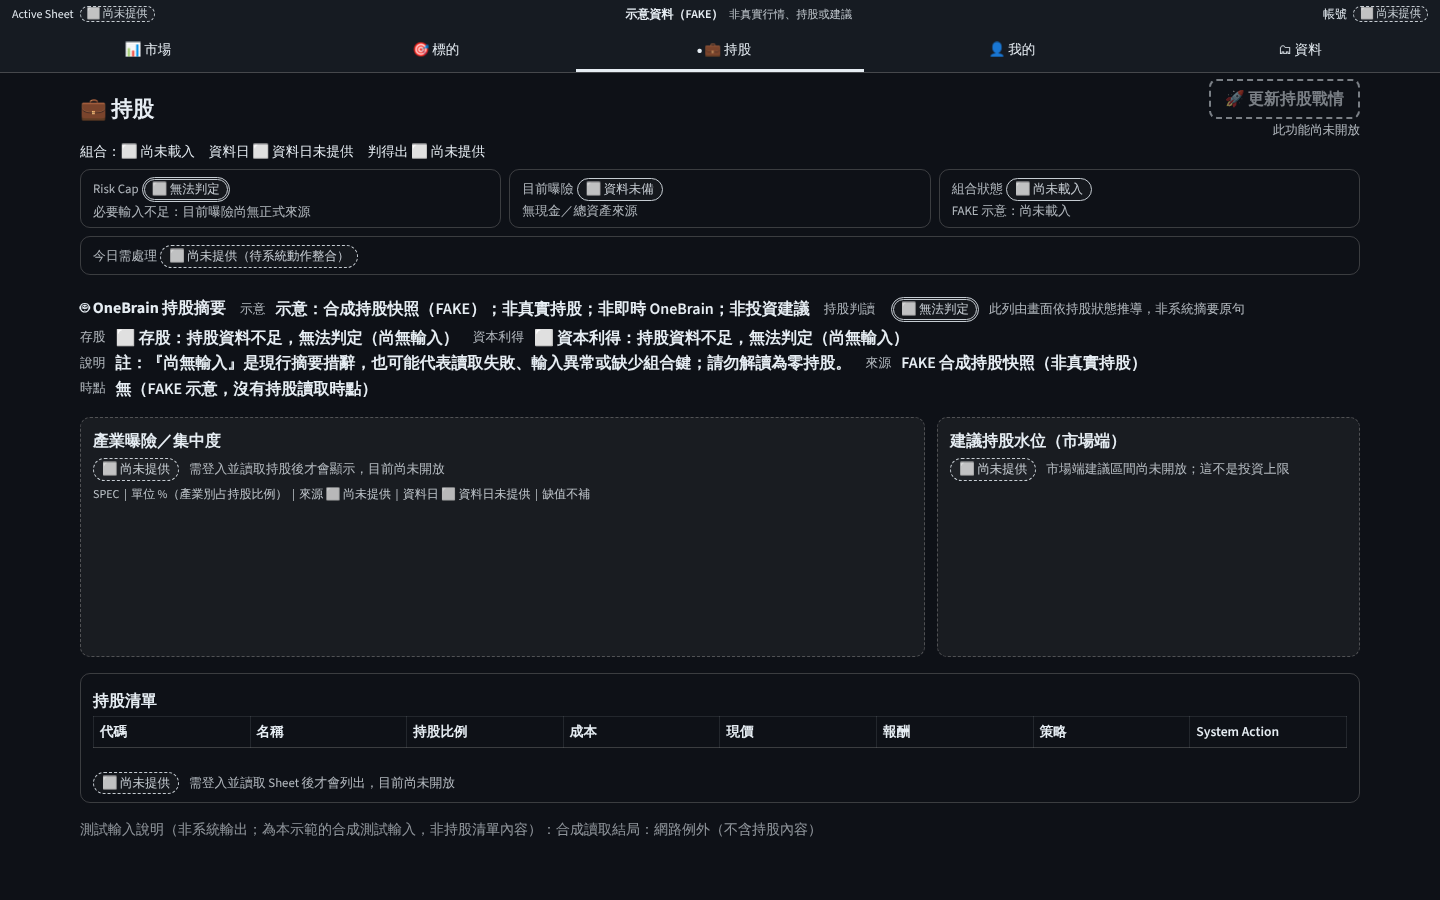 Active Sheet ⬜ 尚未提供 示意資料（FAKE） 非真實行情、持股或建議 帳號 ⬜ 尚未提供
📊 市場 🎯 標的 • 💼 持股 👤 我的 🗂 資料
💼 持股 🚀 更新持股戰情
此功能尚未開放
組合：⬜ 尚未載入 資料日 ⬜ 資料日未提供 判得出 ⬜ 尚未提供
Risk Cap ⬜ 無法判定 目前曝險 ⬜ 資料未備 組合狀態 ⬜ 尚未載入
必要輸入不足：目前曝險尚無正式來源 無現金／總資產來源 FAKE 示意：尚未載入
今日需處理 ⬜ 尚未提供（待系統動作整合）
OneBrain 持股摘要 示意 示意：合成持股快照（FAKE）；非真實持股；非即時 OneBrain；非投資建議 持股判讀 ⬜ 無法判定 此列由畫面依持股狀態推導，非系統摘要原句
存股 ⬜ 存股：持股資料不足，無法判定（尚無輸入） 資本利得 ⬜ 資本利得：持股資料不足，無法判定（尚無輸入）
說明 註：『尚無輸入』是現行摘要措辭，也可能代表讀取失敗、輸入異常或缺少組合鍵；請勿解讀為零持股。 來源 FAKE 合成持股快照（非真實持股）
時點 無（FAKE 示意，沒有持股讀取時點）
產業曝險／集中度 建議持股水位（市場端）
⬜ 尚未提供 需登入並讀取持股後才會顯示，目前尚未開放 ⬜ 尚未提供 市場端建議區間尚未開放；這不是投資上限
SPEC｜單位 %（產業別占持股比例）｜來源 ⬜ 尚未提供｜資料日 ⬜ 資料日未提供｜缺值不補
持股清單
代碼 名稱 持股比例 成本 現價 報酬 策略 System Action
⬜ 尚未提供 需登入並讀取 Sheet 後才會列出，目前尚未開放
測試輸入說明（非系統輸出；為本示範的合成測試輸入，非持股清單內容）：合成讀取結局：網路例外（不含持股內容）